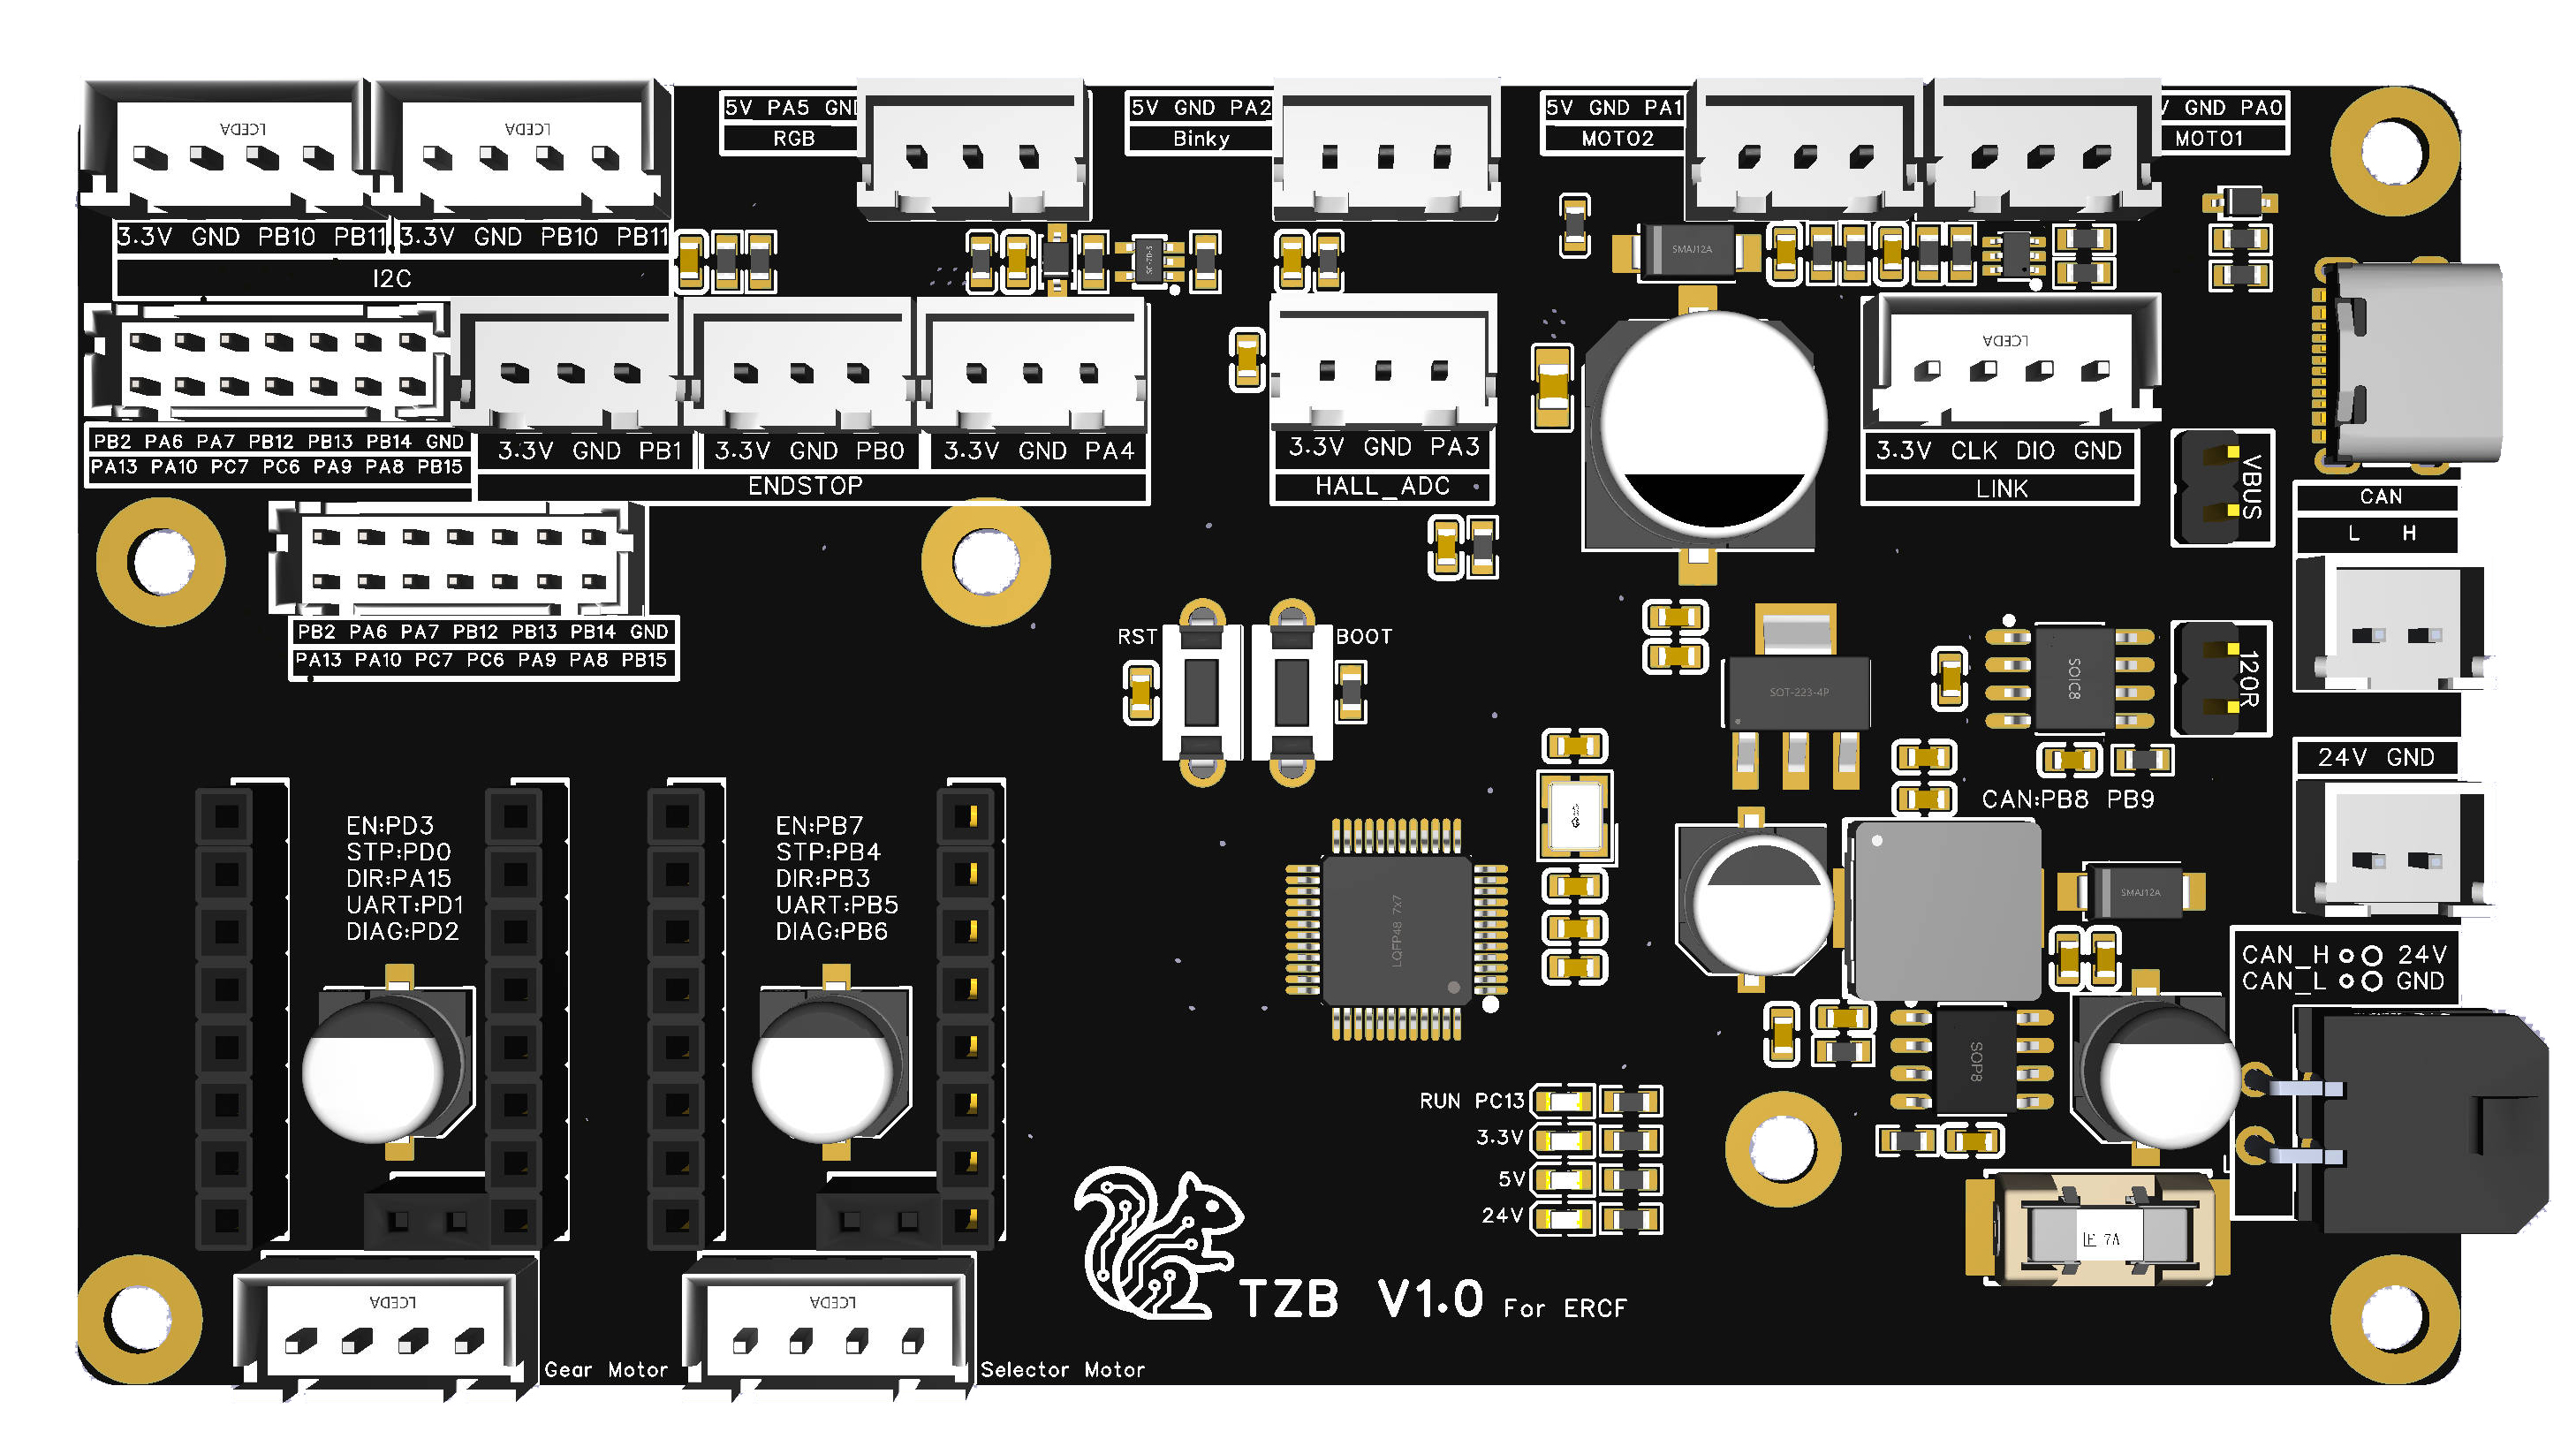 5V PA5 GND
RGB
5V GND PA2
Binky
5V GND PA1
MOTO2
V GND PA0
MOTO1
LCEDA
LCEDA
3.3V GND PB10 PB11
3.3V GND PB10 PB11
I2C
SC-70-5
SMAJ12A
LCEDA
PB2 PA6 PA7 PB12 PB13 PB14 GND
PA13 PA10 PC7 PC6 PA9 PA8 PB15
3.3V GND PB1
3.3V GND PB0
3.3V GND PA4
ENDSTOP
3.3V GND PA3
HALL_ADC
3.3V CLK DIO GND
LINK
VBUS
CAN
L H
PB2 PA6 PA7 PB12 PB13 PB14 GND
PA13 PA10 PC7 PC6 PA9 PA8 PB15
RST
BOOT
SOT-223-4P
SOIC8
120R
24V GND
CAN:PB8 PB9
EN:PD3
STP:PD0
DIR:PA15
UART:PD1
DIAG:PD2
EN:PB7
STP:PB4
DIR:PB3
UART:PB5
DIAG:PB6
LQFP48 7x7
SMAJ12A
CAN_H 24V
CAN_L GND
SOP8
RUN PC13
3.3V
5V
24V
F 7A
TZB V1.0 For ERCF
LCEDA
LCEDA
Gear Motor
Selector Motor